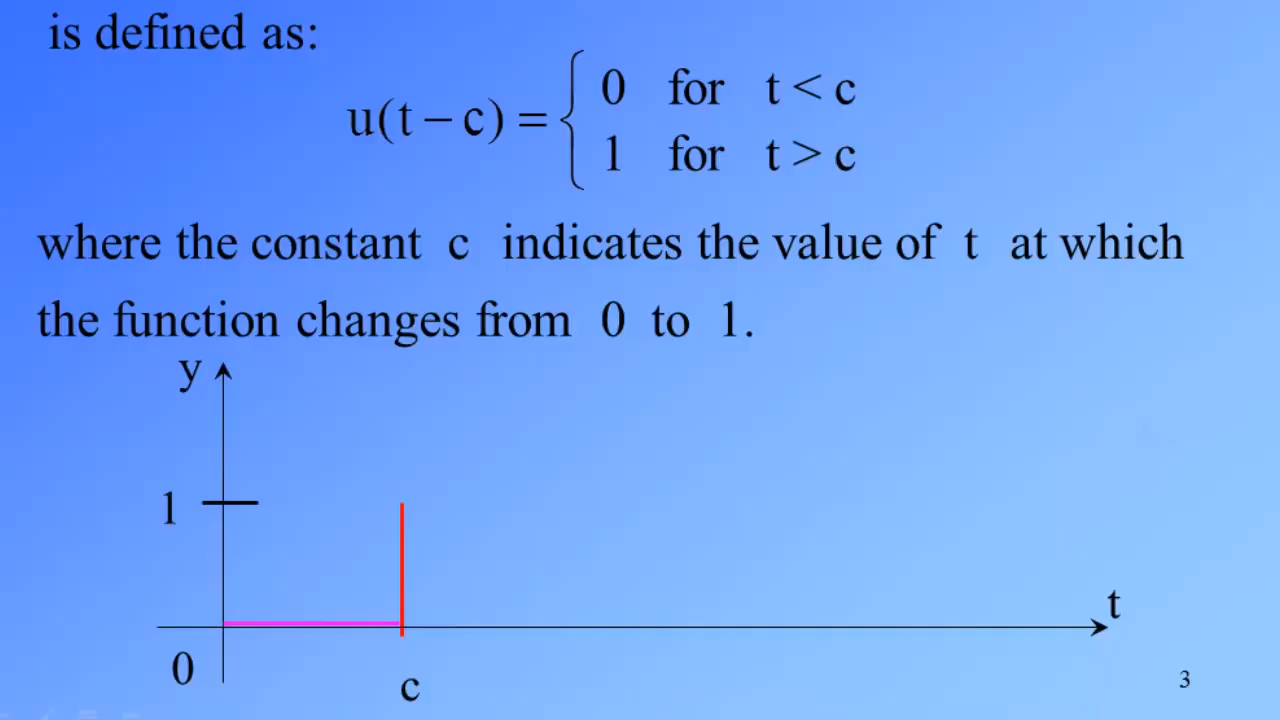 is defined as:
u(t − c) = { 0 for t < c
1 for t > c
where the constant c indicates the value of t at which
the function changes from 0 to 1.
y
1
t
0
c
3